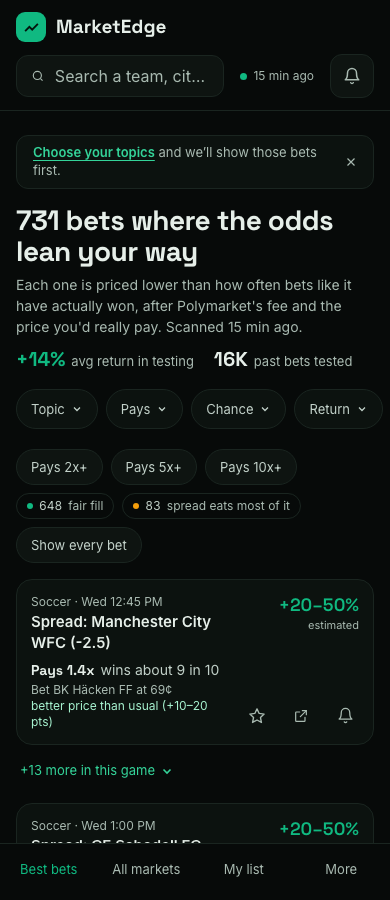 MarketEdge
Search a team, cit...
15 min ago
Choose your topics and we'll show those bets
first.
731 bets where the odds
lean your way
Each one is priced lower than how often bets like it
have actually won, after Polymarket's fee and the
price you'd really pay. Scanned 15 min ago.
+14% avg return in testing 16K past bets tested
Topic Pays Chance Return
Pays 2x+ Pays 5x+ Pays 10x+
648 fair fill 83 spread eats most of it
Show every bet
Soccer · Wed 12:45 PM
+20–50%
estimated
Spread: Manchester City
WFC (-2.5)
Pays 1.4x wins about 9 in 10
Bet BK Häcken FF at 69¢
better price than usual (+10–20
pts)
+13 more in this game
Soccer · Wed 1:00 PM
+20–50%
Best bets All markets My list More